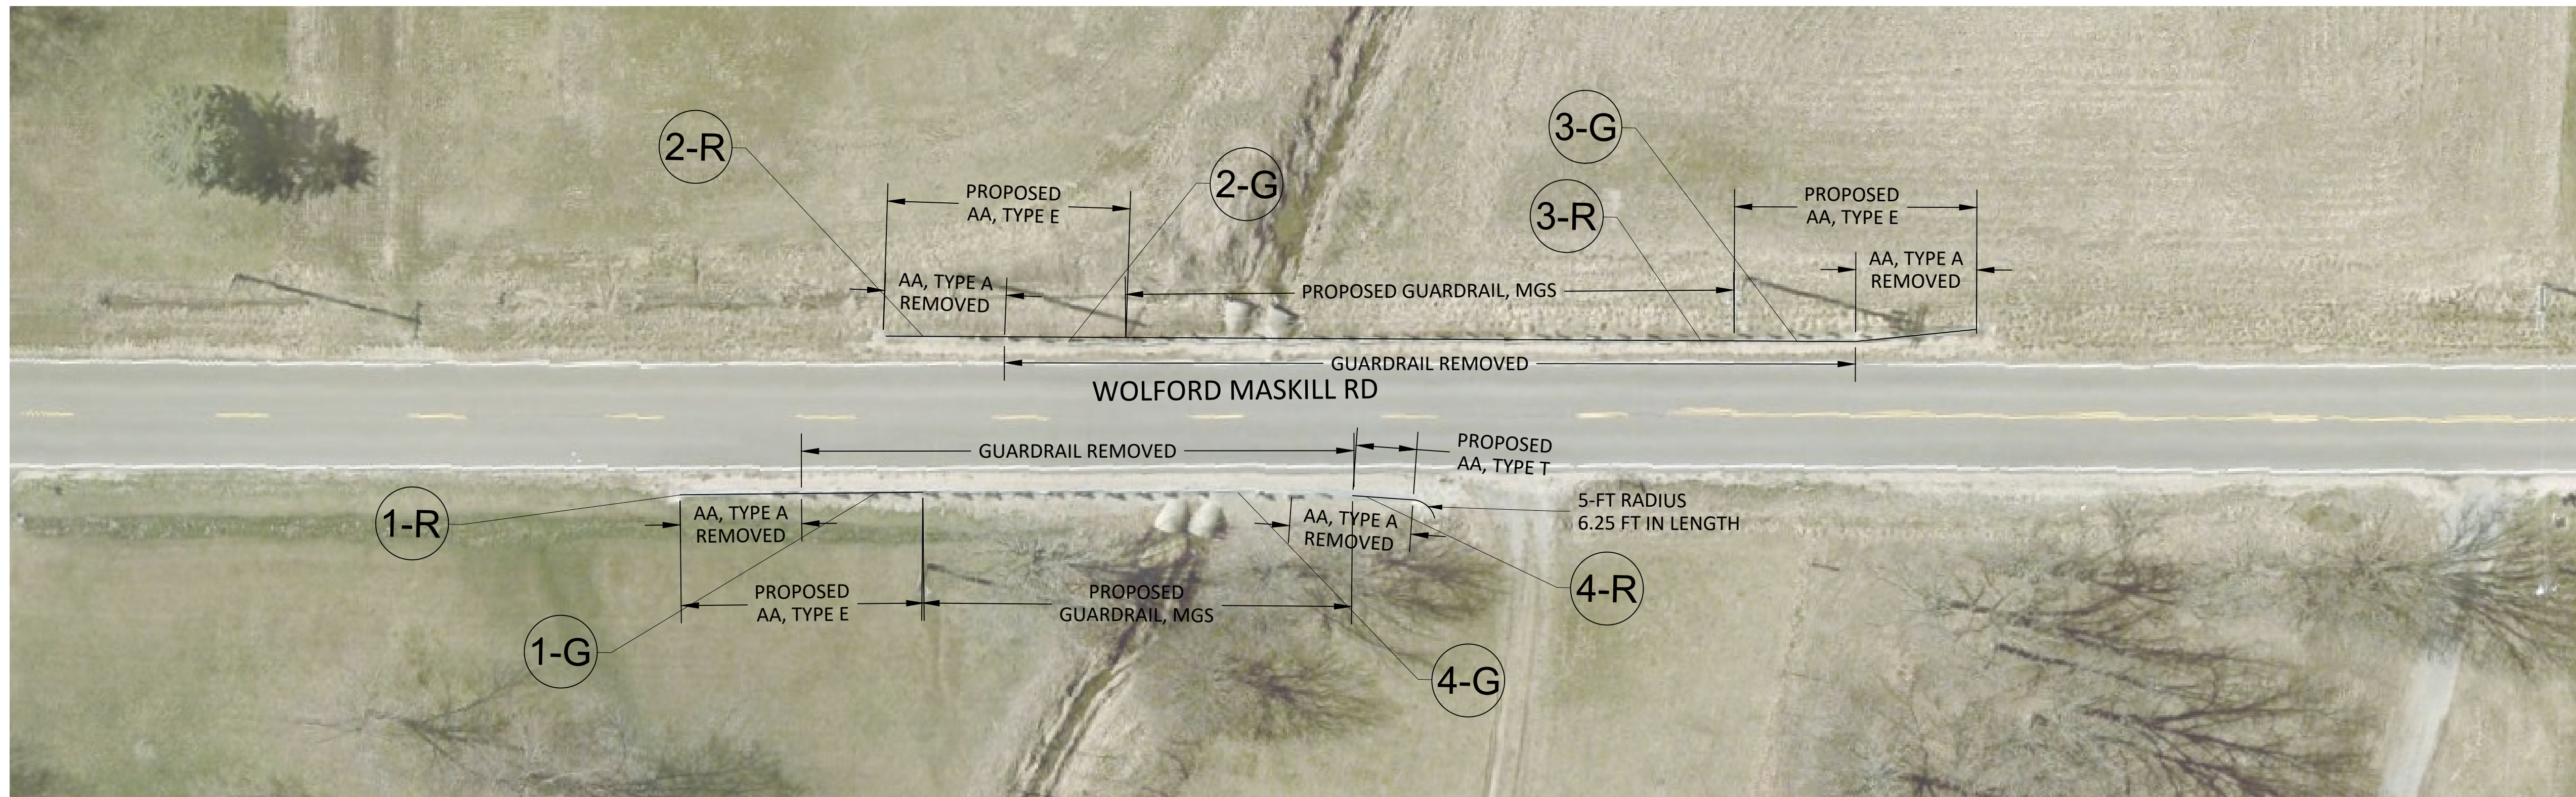 3-G
2-R
2-G
3-R
PROPOSED
AA, TYPE E
PROPOSED
AA, TYPE E
AA, TYPE A
REMOVED
PROPOSED GUARDRAIL, MGS
AA, TYPE A
REMOVED
GUARDRAIL REMOVED
WOLFORD MASKILL RD
GUARDRAIL REMOVED
PROPOSED
AA, TYPE T
1-R
AA, TYPE A
REMOVED
AA, TYPE A
REMOVED
5-FT RADIUS
6.25 FT IN LENGTH
PROPOSED
AA, TYPE E
PROPOSED
GUARDRAIL, MGS
4-R
1-G
4-G